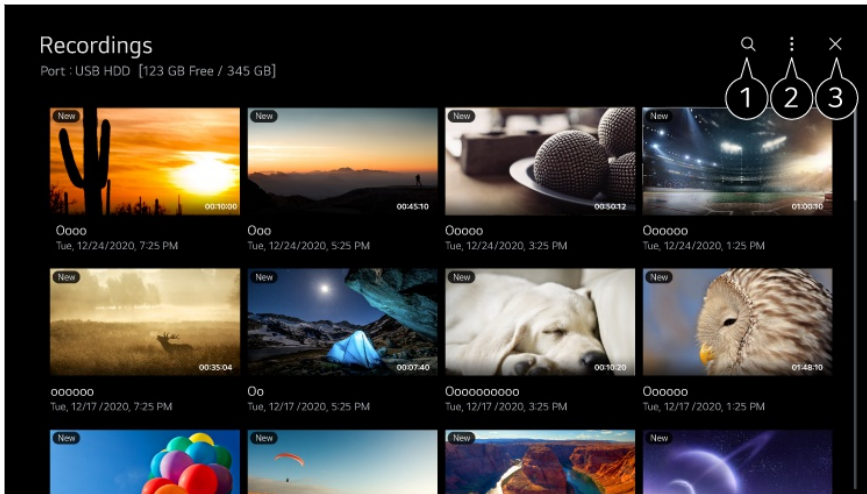 Recordings
Port : USB HDD [123 GB Free / 345 GB]
1 2 3
New New New New
00:10:00 00:45:10 00:50:12 01:00:10
Oooo Ooo Ooooo Oooooo
Tue, 12/24/2020, 7:25 PM Tue, 12/24/2020, 5:25 PM Tue, 12/24/2020, 3:25 PM Tue, 12/24/2020, 1:25 PM
New New New New
00:35:04 00:07:40 00:10:20 01:48:10
oooooo Oo Oooooooooo Oooooo
Tue, 12/17 /2020, 7:25 PM Tue, 12/17 /2020, 5:25 PM Tue, 12/17 /2020, 3:25 PM Tue, 12/17 /2020, 1:25 PM
New New New New